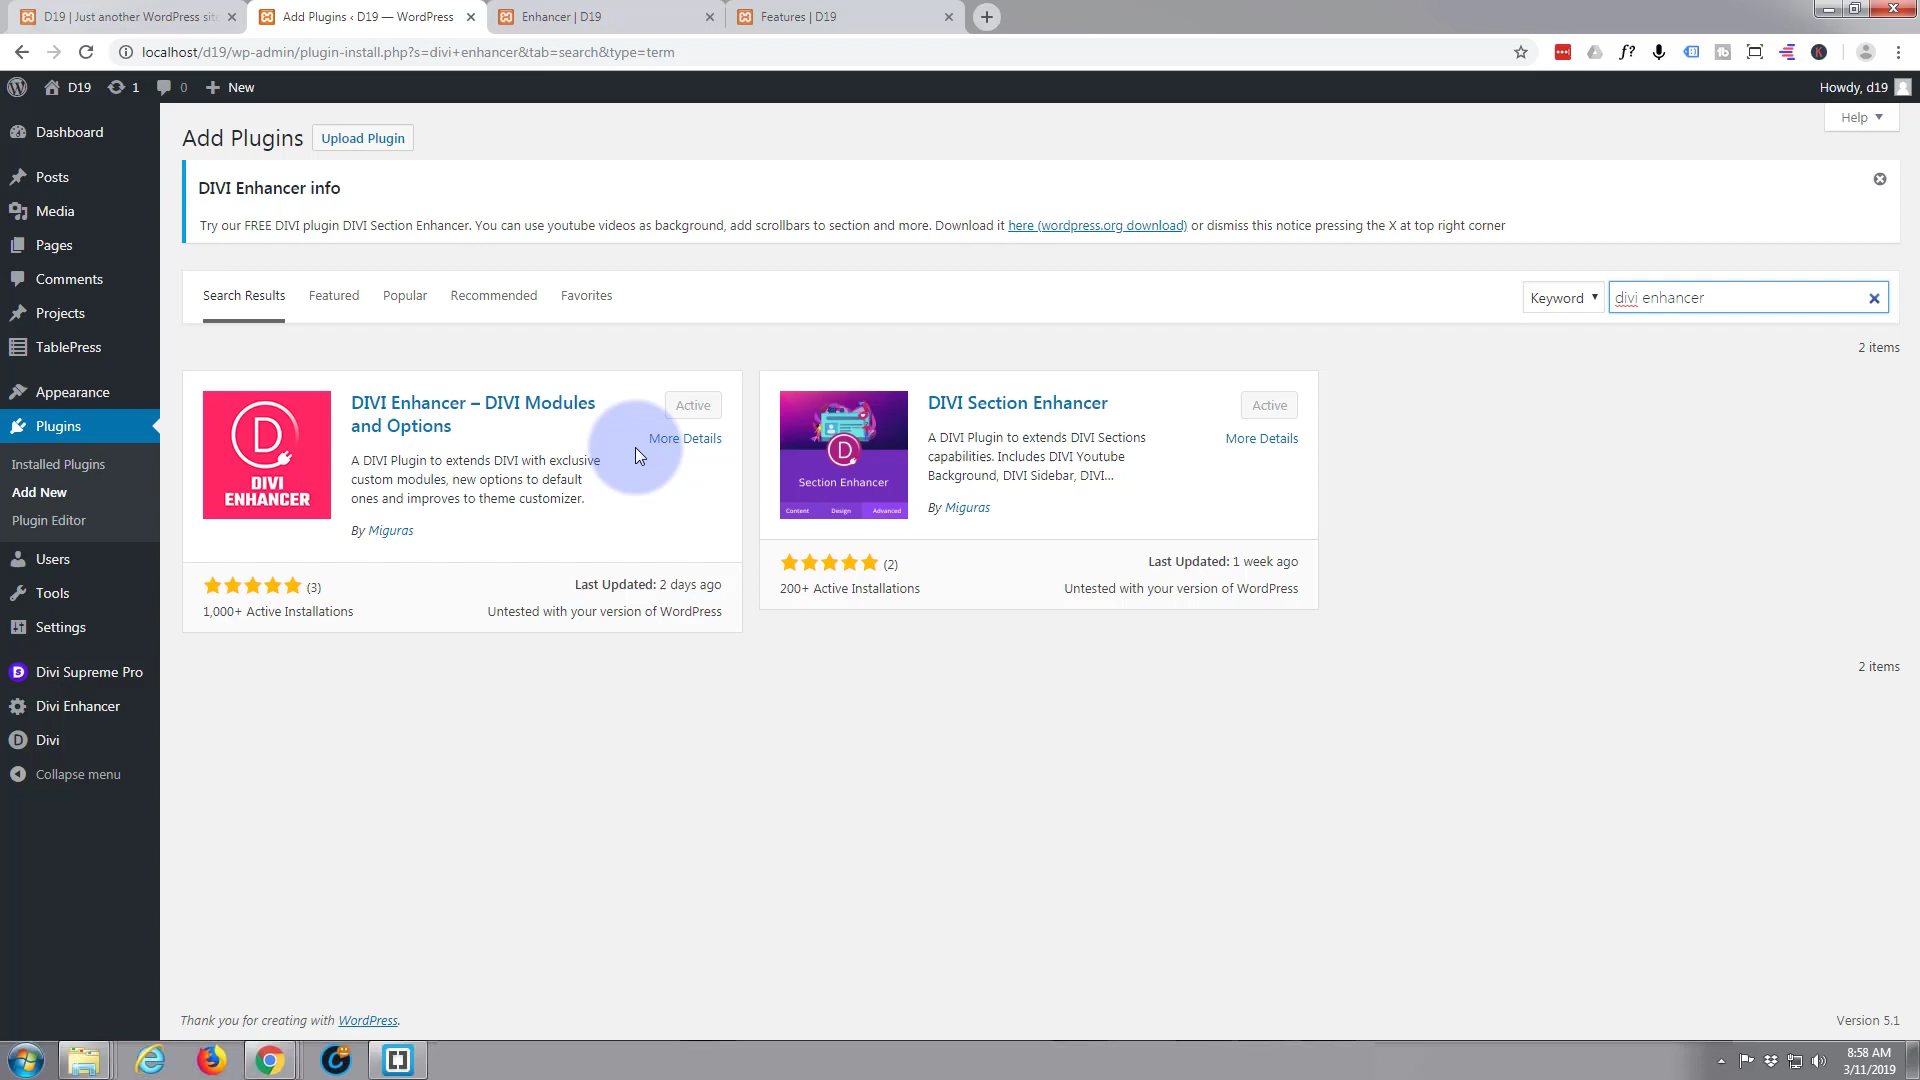 D19 | Just another WordPress sit
Add Plugins ‹ D19 — WordPress
Enhancer | D19
Features | D19
localhost/d19/wp-admin/plugin-install.php?s=divi+enhancer&tab=search&type=term
D19
1
0
New
Howdy, d19
Dashboard
Posts
Media
Pages
Comments
Projects
TablePress
Appearance
Plugins
Installed Plugins
Add New
Plugin Editor
Users
Tools
Settings
Divi Supreme Pro
Divi Enhancer
Divi
Collapse menu
Help
Add Plugins
Upload Plugin
DIVI Enhancer info
Try our FREE DIVI plugin DIVI Section Enhancer. You can use youtube videos as background, add scrollbars to section and more. Download it here (wordpress.org download) or dismiss this notice pressing the X at top right corner
Search Results
Featured
Popular
Recommended
Favorites
Keyword
divi enhancer
2 items
D
DIVI
ENHANCER
DIVI Enhancer – DIVI Modules
and Options
Active
More Details
A DIVI Plugin to extends DIVI with exclusive
custom modules, new options to default
ones and improves to theme customizer.
By Miguras
(3)
1,000+ Active Installations
Last Updated: 2 days ago
Untested with your version of WordPress
D
Section Enhancer
Content
Design
Advanced
DIVI Section Enhancer
Active
More Details
A DIVI Plugin to extends DIVI Sections
capabilities. Includes DIVI Youtube
Background, DIVI Sidebar, DIVI...
By Miguras
(2)
200+ Active Installations
Last Updated: 1 week ago
Untested with your version of WordPress
2 items
Thank you for creating with WordPress.
Version 5.1
8:58 AM
3/11/2019